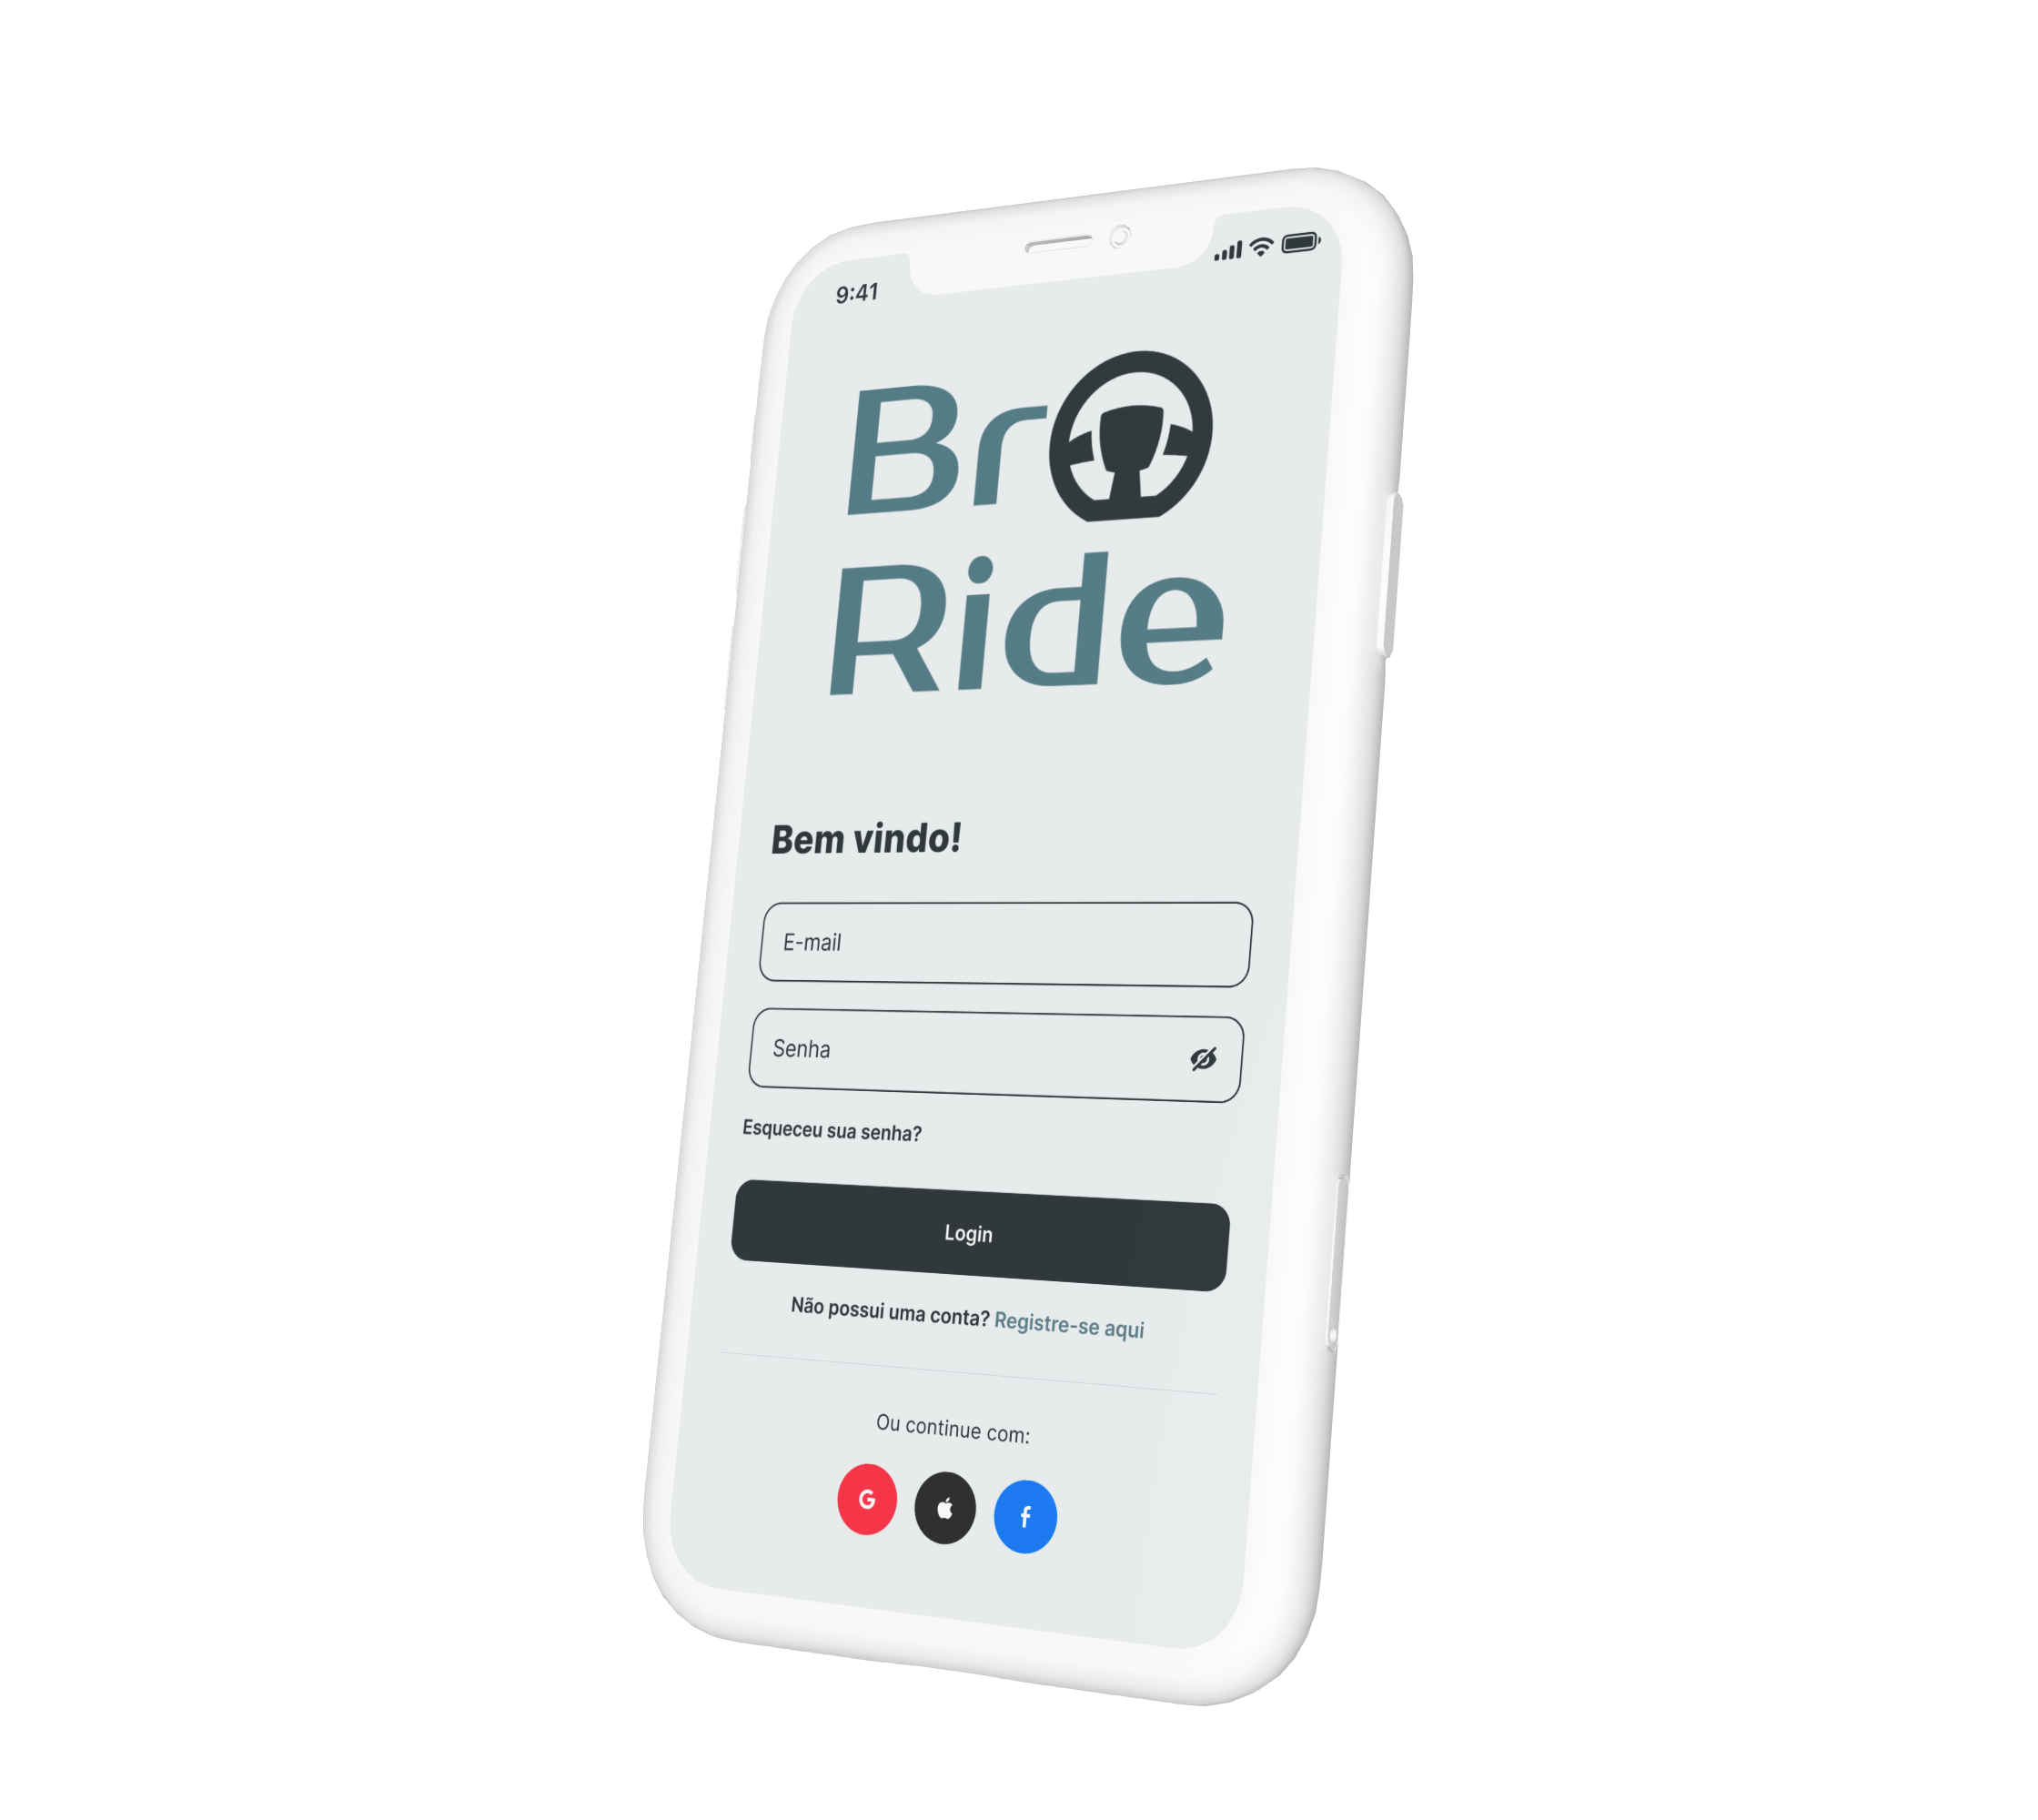 9:41
Bro
Ride
Bem vindo!
E-mail
Senha
Esqueceu sua senha?
Login
Não possui uma conta? Registre-se aqui
Ou continue com:
G f